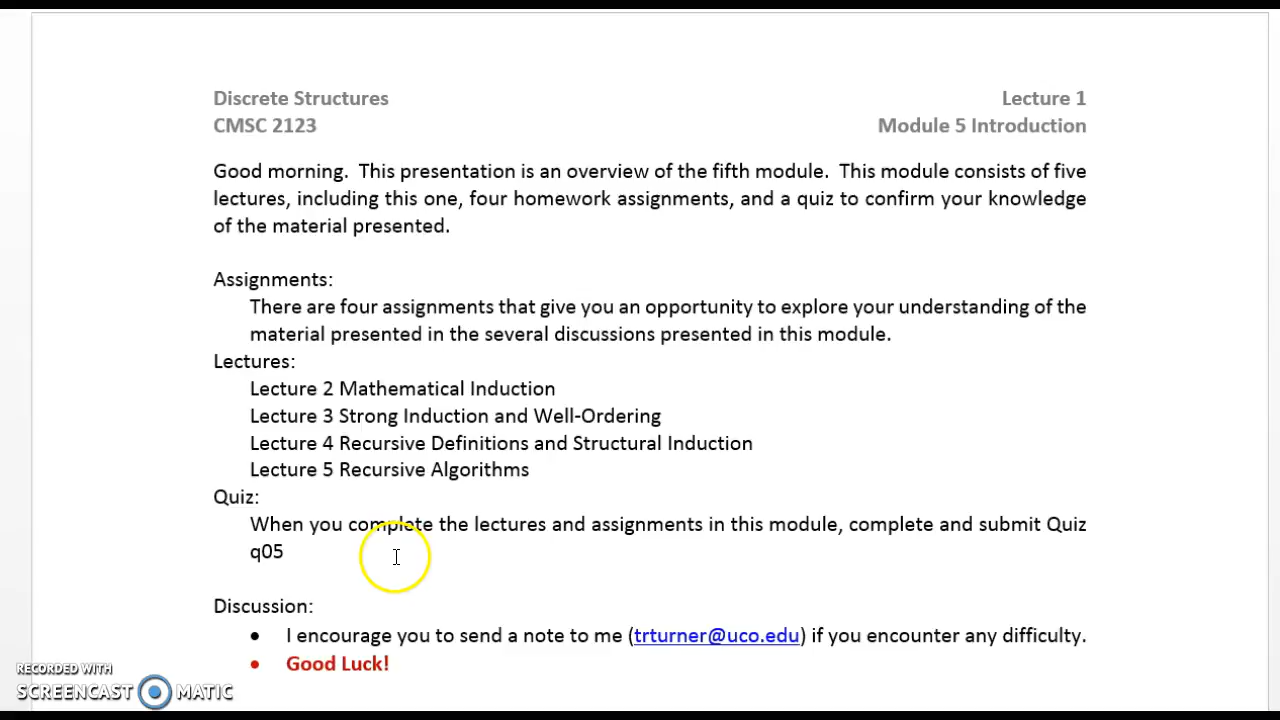 Discrete Structures Lecture 1
CMSC 2123 Module 5 Introduction
Good morning. This presentation is an overview of the fifth module. This module consists of five
lectures, including this one, four homework assignments, and a quiz to confirm your knowledge
of the material presented.
Assignments:
There are four assignments that give you an opportunity to explore your understanding of the
material presented in the several discussions presented in this module.
Lectures:
Lecture 2 Mathematical Induction
Lecture 3 Strong Induction and Well-Ordering
Lecture 4 Recursive Definitions and Structural Induction
Lecture 5 Recursive Algorithms
Quiz:
When you complete the lectures and assignments in this module, complete and submit Quiz
q05
Discussion:
• I encourage you to send a note to me (trturner@uco.edu) if you encounter any difficulty.
• Good Luck!
RECORDED WITH
SCREENCAST MATIC